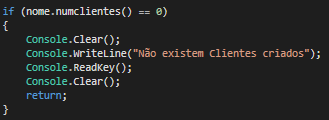 if (nome.numclientes() == 0)
{
    Console.Clear();
    Console.WriteLine("Não existem Clientes criados");
    Console.ReadKey();
    Console.Clear();
    return;
}